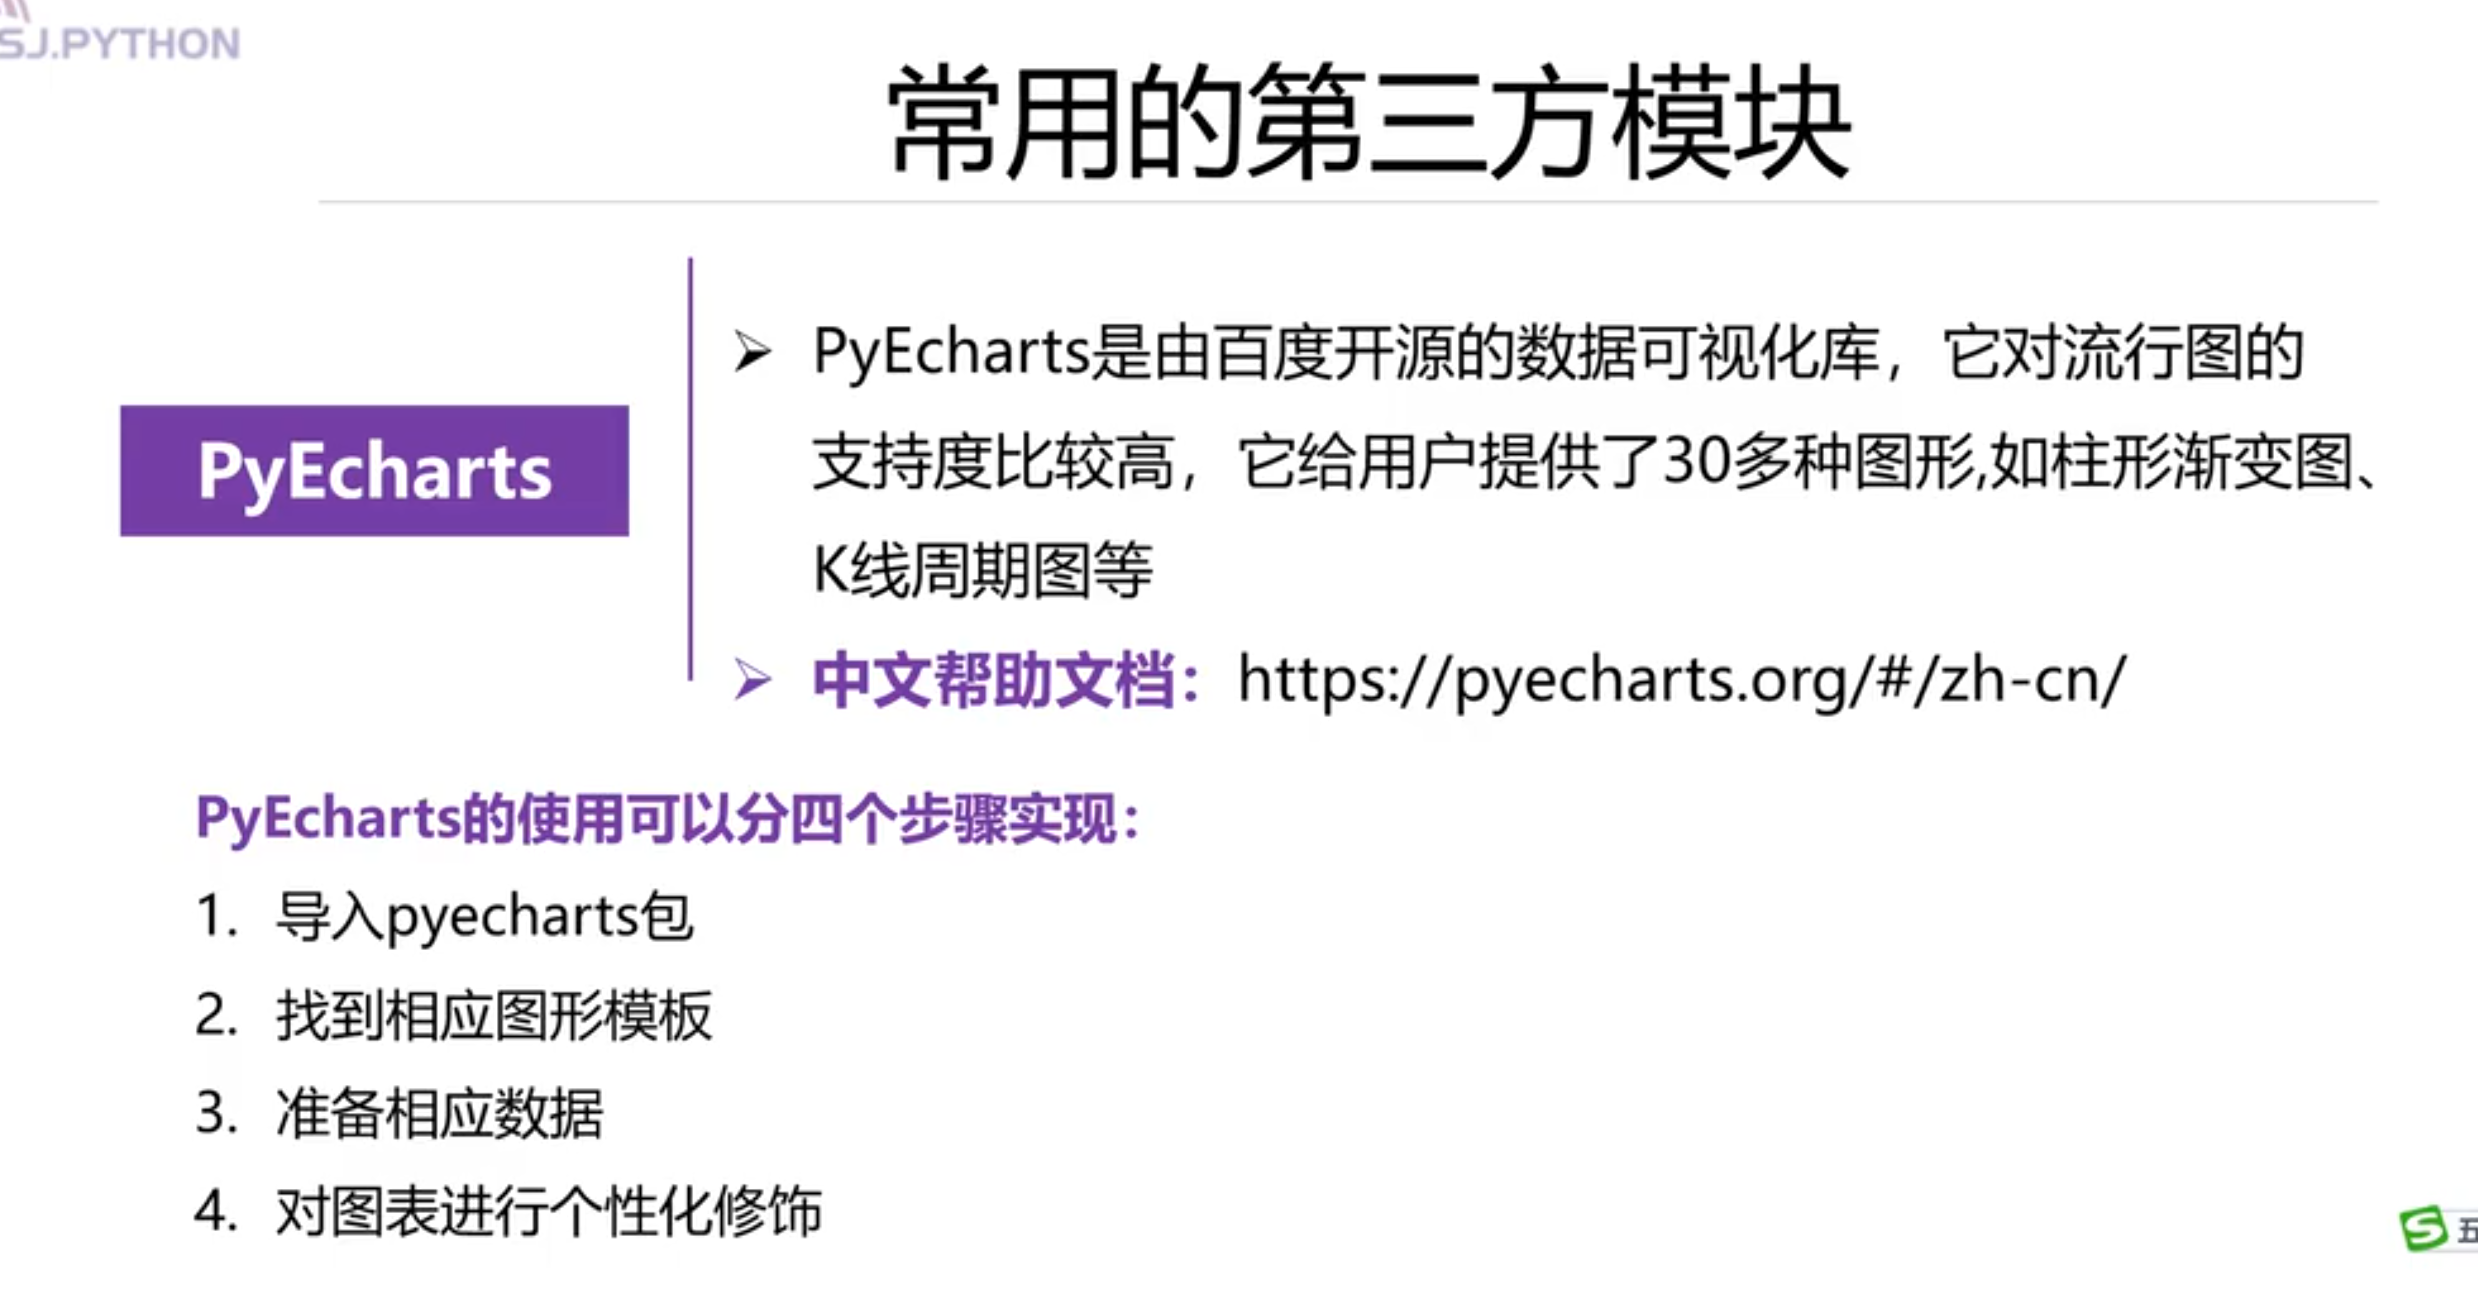 SJ.PYTHON
常用的第三方模块
PyEcharts
PyEcharts是由百度开源的数据可视化库，它对流行图的
支持度比较高，它给用户提供了30多种图形,如柱形渐变图、
K线周期图等
中文帮助文档：https://pyecharts.org/#/zh-cn/
PyEcharts的使用可以分四个步骤实现：
1. 导入pyecharts包
2. 找到相应图形模板
3. 准备相应数据
4. 对图表进行个性化修饰
S 五